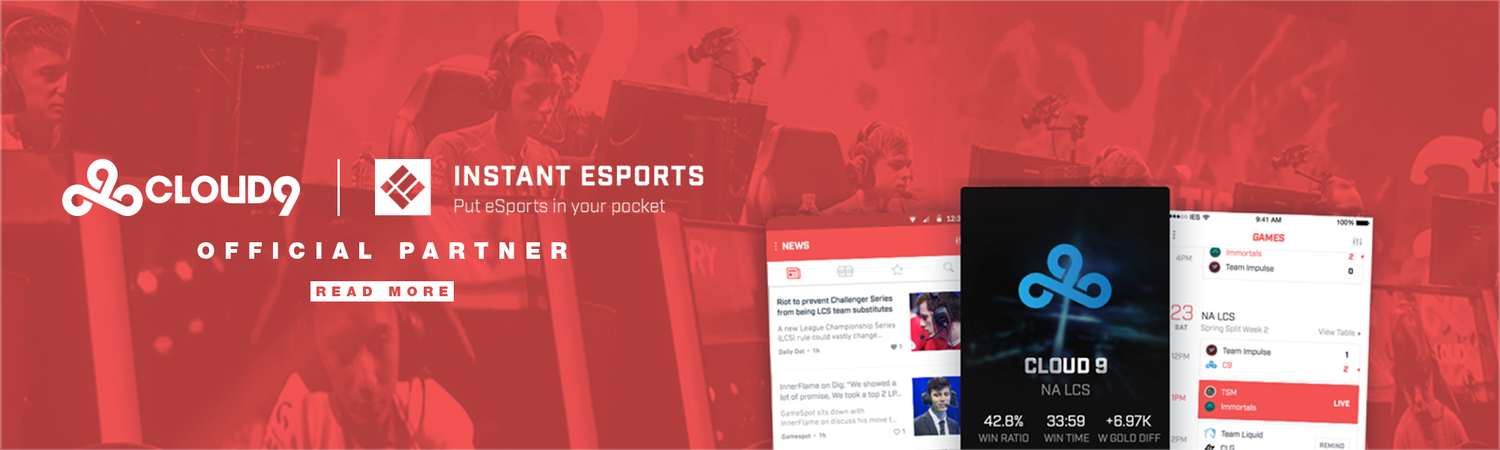 CLOUD9
INSTANT ESPORTS
Put eSports in your pocket
OFFICIAL PARTNER
READ MORE
12:3
NEWS
Riot to prevent Challenger Series
from being LCS team substitutes
A new League Championship Series
(LCS) rule could vastly change...
Daily Dot • 1h
1
InnerFlame on Dig: "We showed a
lot of promise, We took a top 2 LP...
GameSpot sits down with
InnerFlame on discuss his move t...
Gamespot • 1h
1
CLOUD 9
NA LCS
42.8% 33:59 +6.97K
WIN RATIO WIN TIME W GOLD DIFF
IES 9:41 AM 100%
GAMES
4PM
Immortals 2
Team Impulse 0
23
SAT
NA LCS
Spring Split Week 2 View Table
12PM
Team Impulse 1
C9 2
1PM
TSM
Immortals
LIVE
2PM
Team Liquid
CLG
REMIND
RY